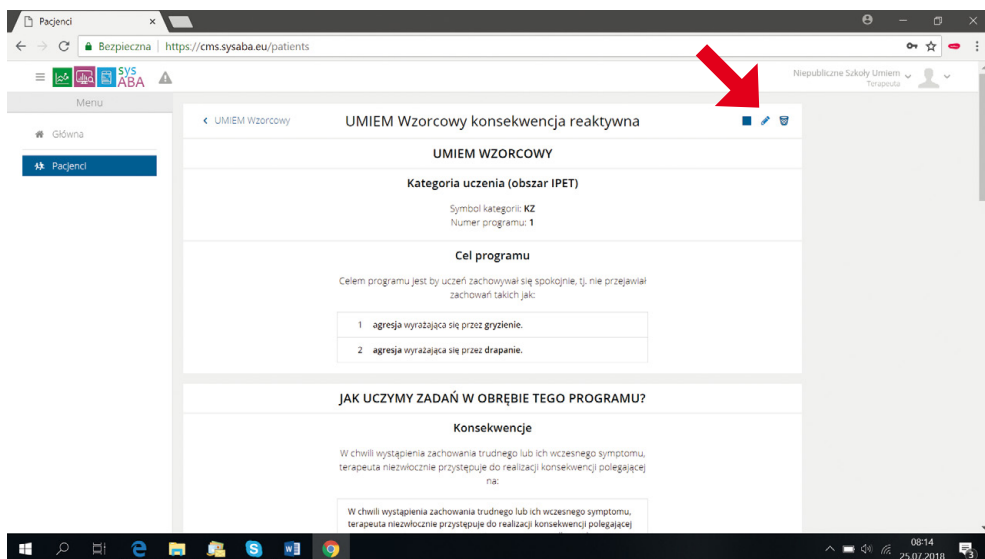 Pacjenci
Bezpieczna
https://cms.sysaba.eu/patients
sys
ABA
Niepubliczne Szkoły Umiem
Terapeuta
Menu
Główna
Pacjenci
UMIEM Wzorcowy
UMIEM Wzorcowy konsekwencja reaktywna
UMIEM WZORCOWY
Kategoria uczenia (obszar IPET)
Symbol kategorii: KZ
Numer programu: 1
Cel programu
Celem programu jest by uczeń zachowywał się spokojnie, tj. nie przejawiał
zachowań takich jak:
1 agresja wyrażająca się przez gryzienie.
2 agresja wyrażająca się przez drapanie.
JAK UCZYMY ZADAŃ W OBRĘBIE TEGO PROGRAMU?
Konsekwencje
W chwili wystąpienia zachowania trudnego lub ich wczesnego symptomu,
terapeuta niezwłocznie przystępuje do realizacji konsekwencji polegającej
na:
W chwili wystąpienia zachowania trudnego lub ich wczesnego symptomu,
terapeuta niezwłocznie przystępuje do realizacji konsekwencji polegającej
08:14
25.07.2018
3